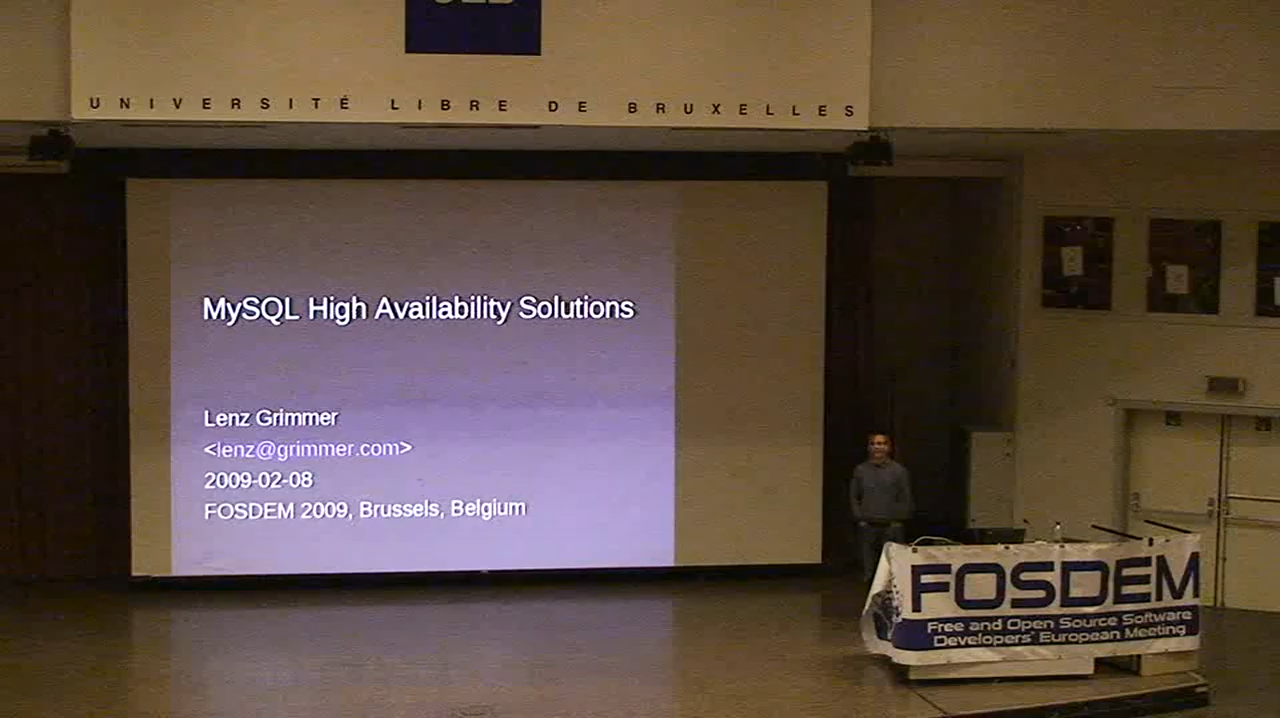 UNIVERSITÉ LIBRE DE BRUXELLES
MySQL High Availability Solutions
Lenz Grimmer
<lenz@grimmer.com>
2009-02-08
FOSDEM 2009, Brussels, Belgium
FOSDEM
Free and Open Source Software
Developers' European Meeting